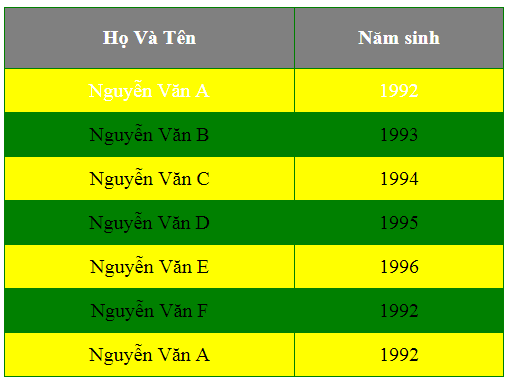 Họ Và Tên Năm sinh
Nguyễn Văn A 1992
Nguyễn Văn B 1993
Nguyễn Văn C 1994
Nguyễn Văn D 1995
Nguyễn Văn E 1996
Nguyễn Văn F 1992
Nguyễn Văn A 1992